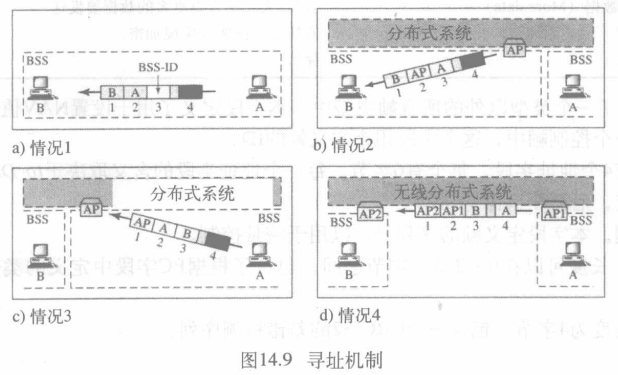 BSS
BSS-ID
B A
1 2 3 4
B
A
a) 情况1
分布式系统
BSS
AP
BSS
B AP A
1 2 3 4
B
A
b) 情况2
分布式系统
BSS
AP
BSS
AP A B
1 2 3 4
B
A
c) 情况3
无线分布式系统
BSS
AP2
AP2 AP1 B A
AP1
BSS
1 2 3 4
B
A
d) 情况4
图14.9 寻址机制